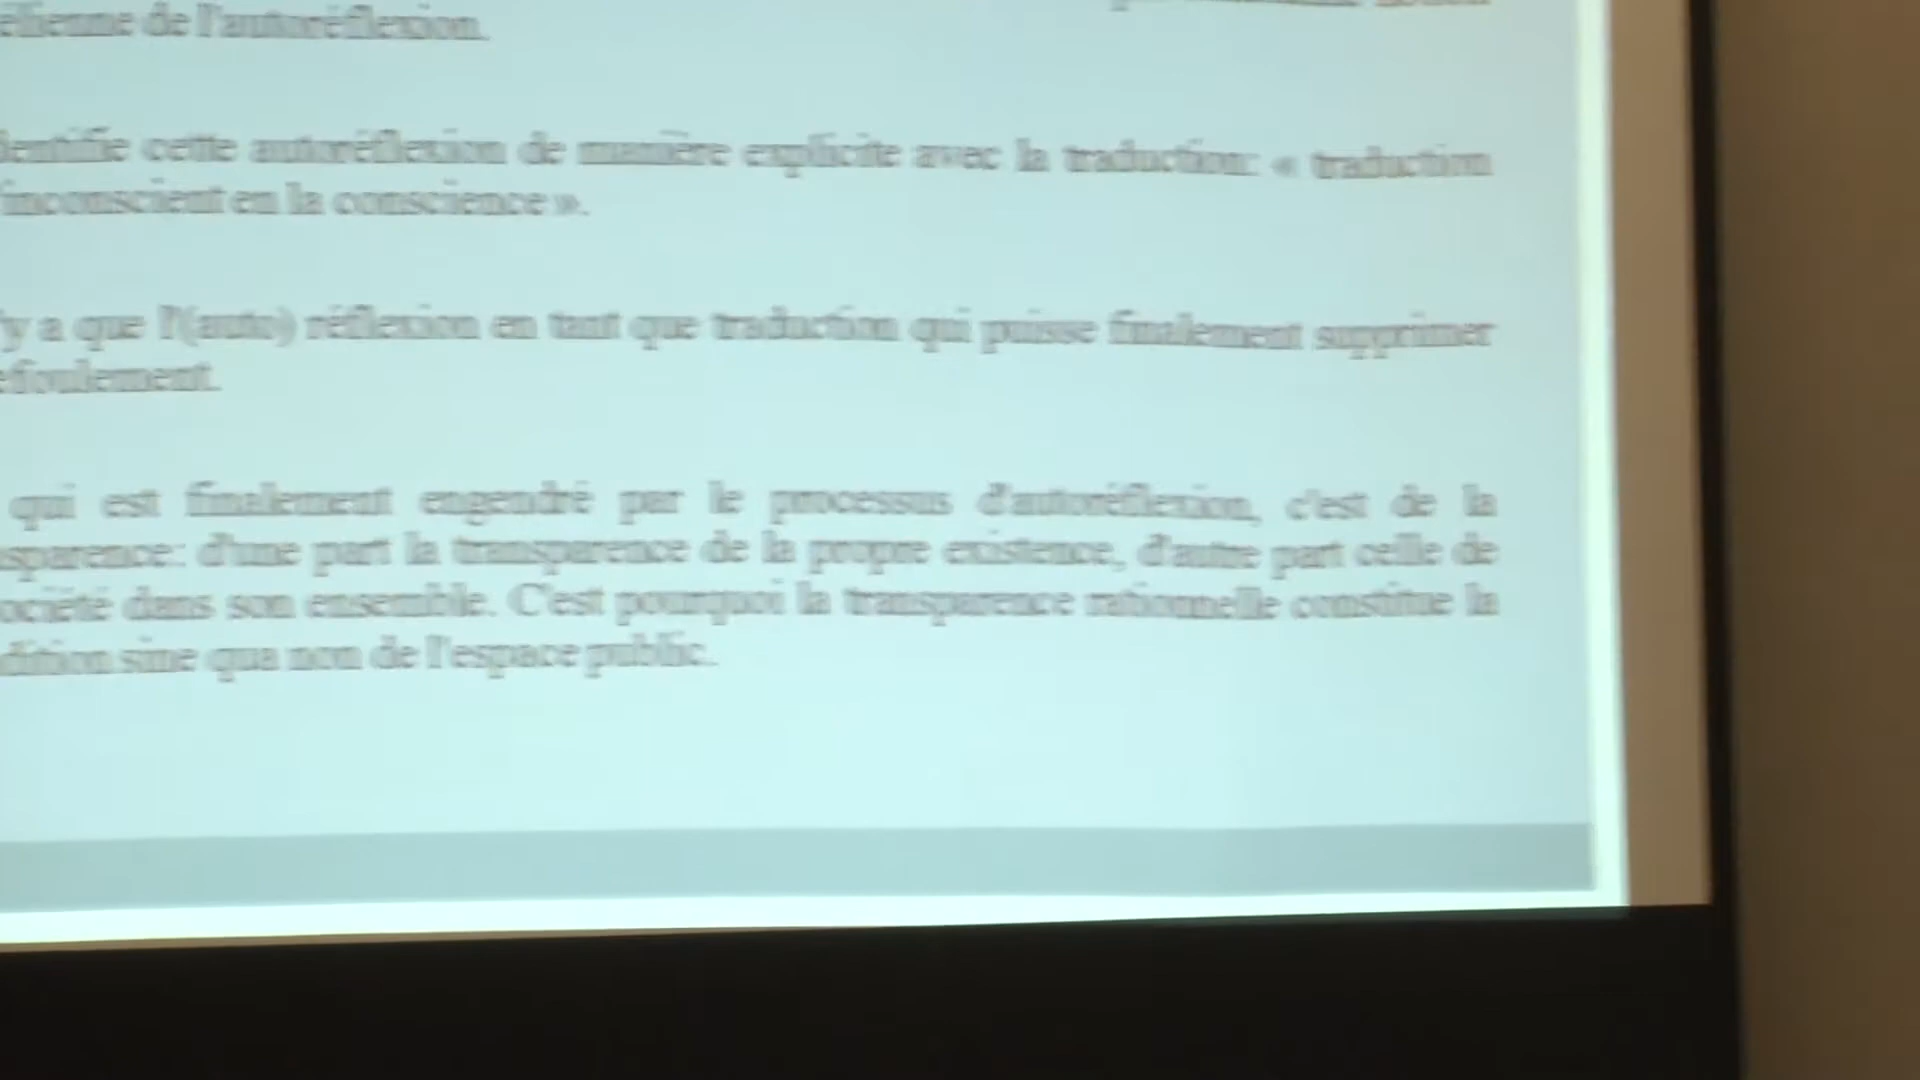 élienne de l'autoréflexion.
dentifie cette autoréflexion de manière explicite avec la traduction: « traduction
'inconscient en la conscience ».
'y a que l'(auto) réflexion en tant que traduction qui puisse finalement supprimer
efoulement.
qui est finalement engendré par le processus d'autoréflexion, c'est de la
sparence: d'une part la transparence de la propre existence, d'autre part celle de
ociété dans son ensemble. C'est pourquoi la transparence rationnelle constitue la
dition sine qua non de l'espace public.